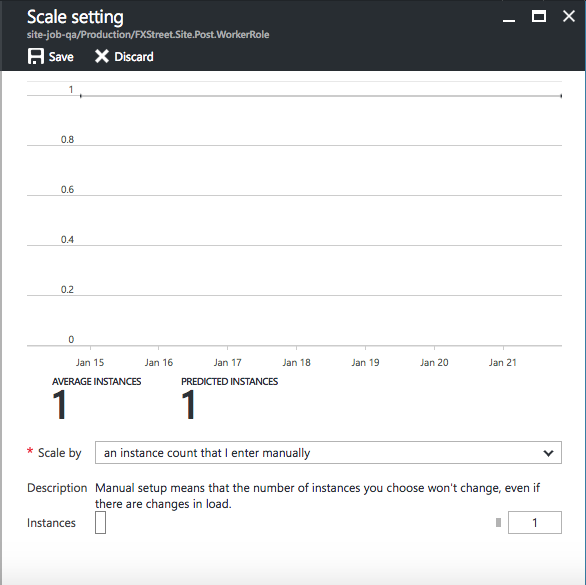 Scale setting
site-job-qa/Production/FXStreet.Site.Post.WorkerRole
Save Discard
1
0.8
0.6
0.4
0.2
0
Jan 15 Jan 16 Jan 17 Jan 18 Jan 19 Jan 20 Jan 21
AVERAGE INSTANCES PREDICTED INSTANCES
1 1
* Scale by an instance count that I enter manually
Description Manual setup means that the number of instances you choose won't change, even if
there are changes in load.
Instances 1